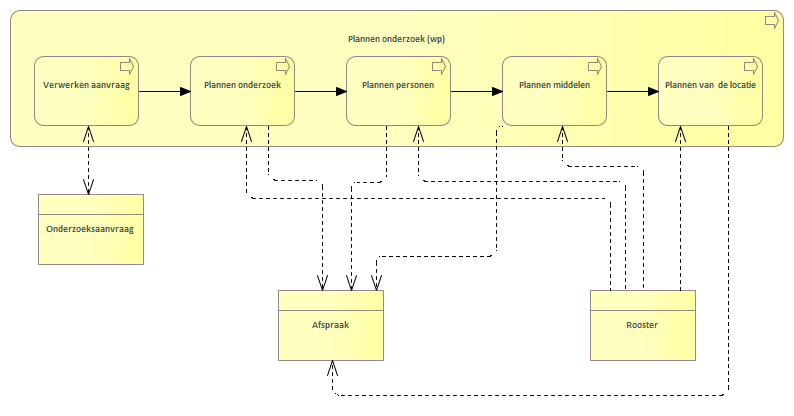 Plannen onderzoek (wp)
Verwerken aanvraag
Plannen onderzoek
Plannen personen
Plannen middelen
Plannen van de locatie
Onderzoeksaanvraag
Afspraak
Rooster